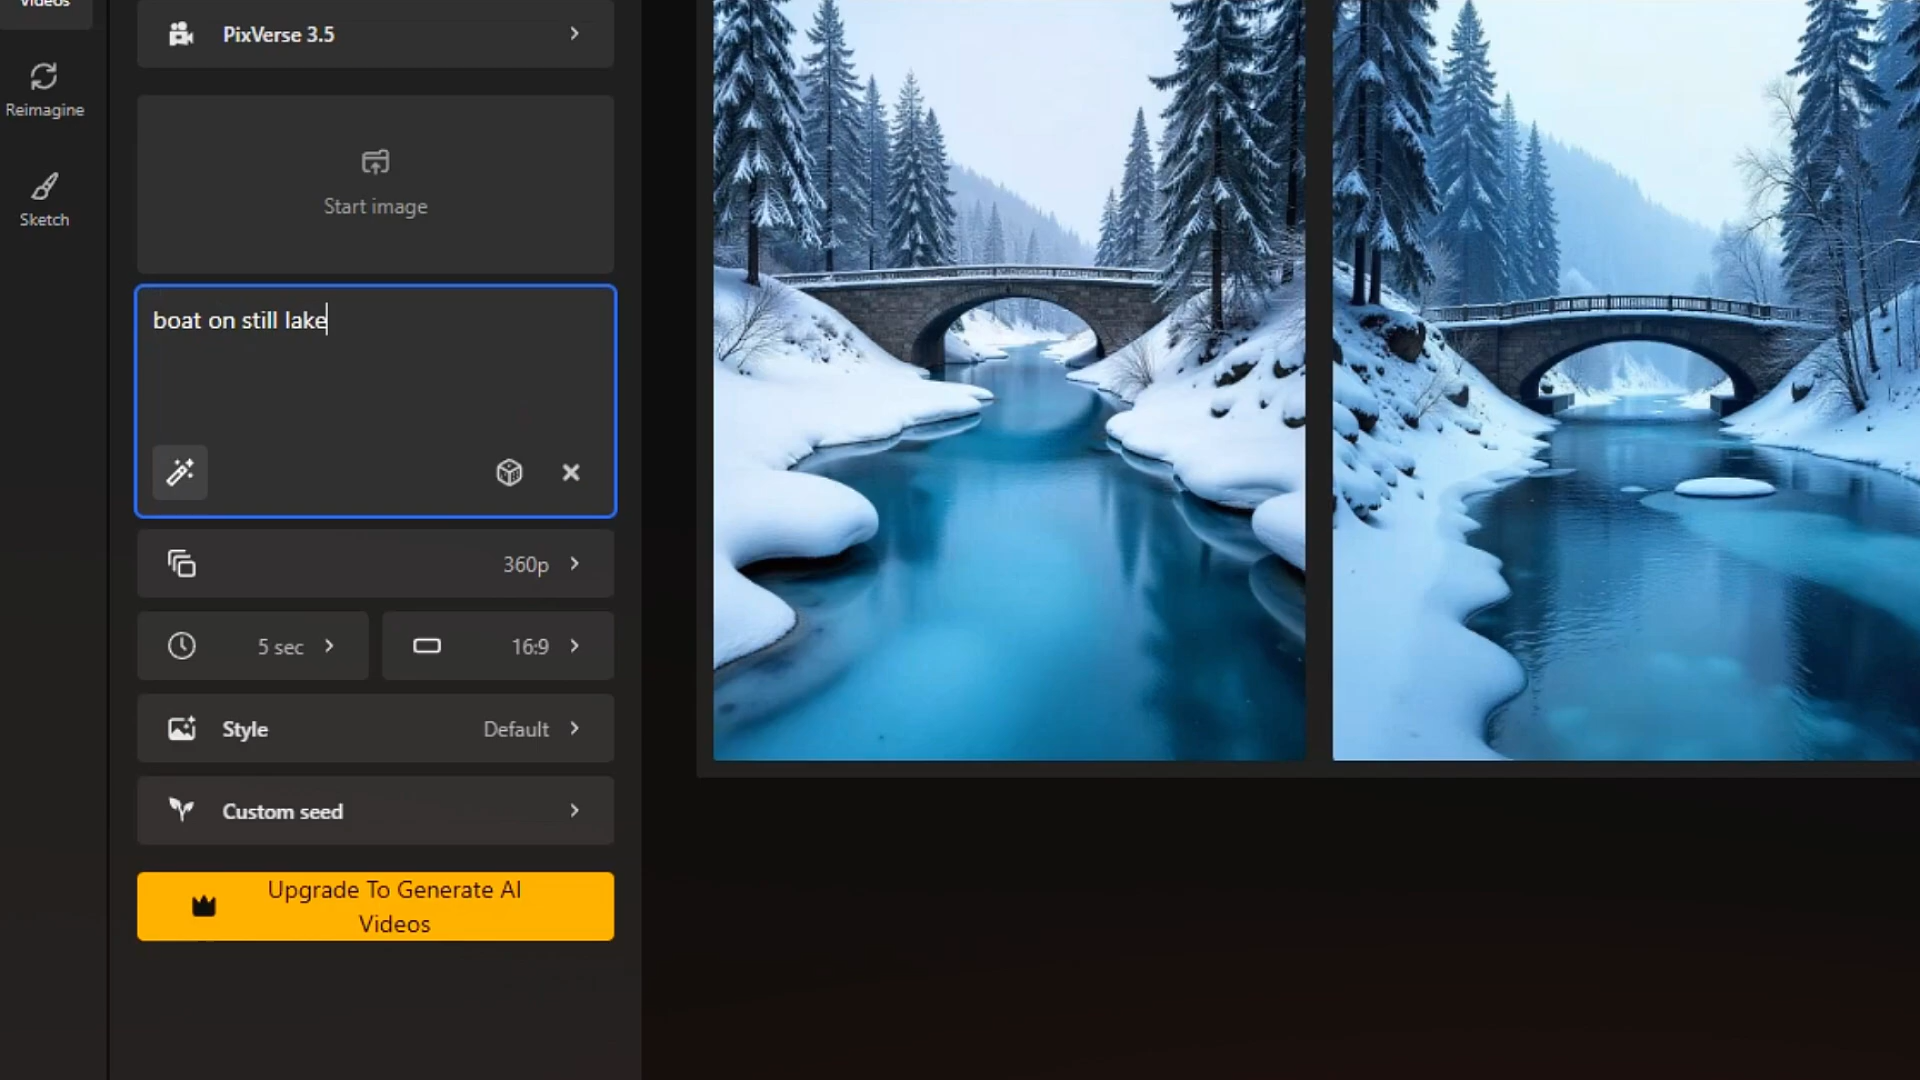 Videos
Reimagine
Sketch
PixVerse 3.5
Start image
boat on still lake
360p
5 sec
16:9
Style
Default
Custom seed
Upgrade To Generate AI
Videos